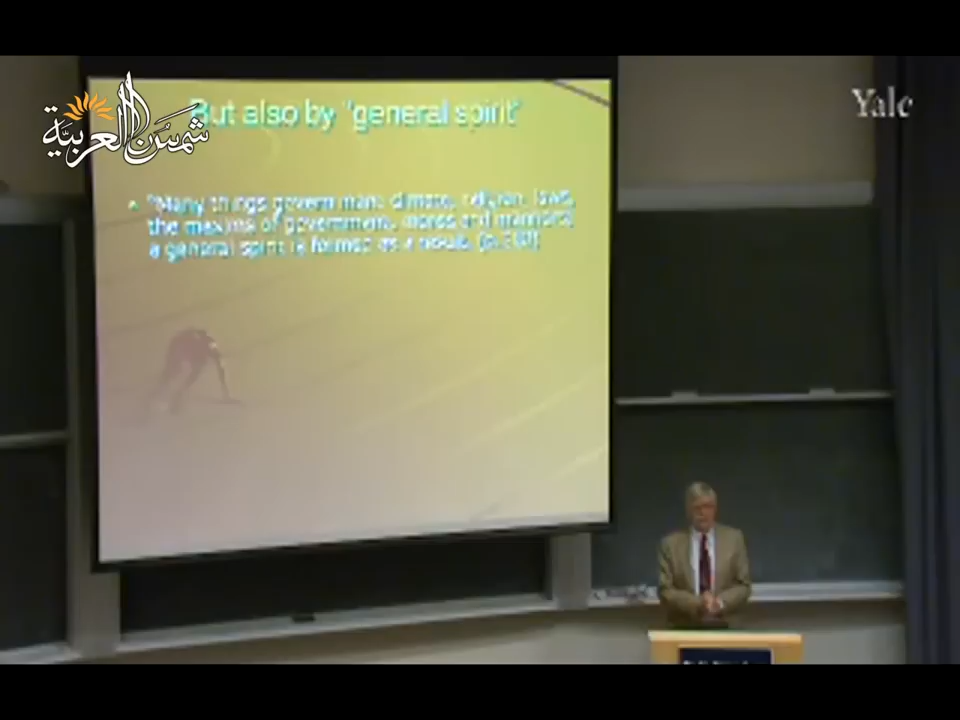 شمس العربية
Yale
But also by "general spirit"
"Many things govern men: climate, religion, laws,
the maxims of government, mores and manners;
a general spirit is formed as a result.